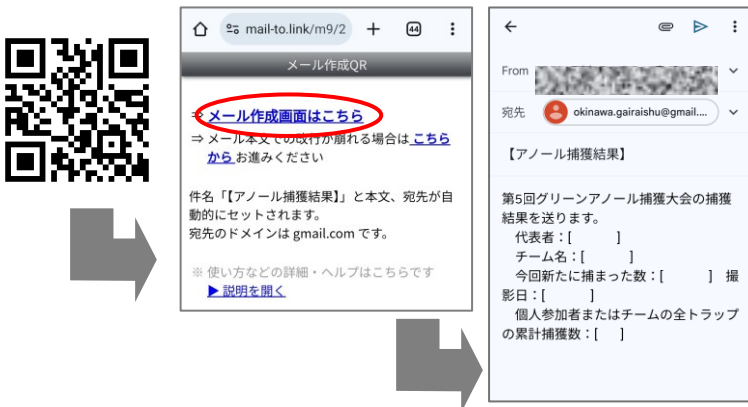 mail-to.link/m9/2
44
メール作成QR
⇒ メール作成画面はこちら
⇒ メール本文での改行が崩れる場合は こちら
から お進みください
件名「【アノール捕獲結果】」と本文、宛先が自
動的にセットされます。
宛先のドメインは gmail.com です。
※ 使い方などの詳細・ヘルプはこちらです
▶ 説明を開く
From
宛先 okinawa.gairaishu@gmail....
【アノール捕獲結果】
第5回グリーンアノール捕獲大会の捕獲
結果を送ります。
代表者：[ ]
チーム名：[ ]
今回新たに捕まった数：[ ] 撮
影日：[ ]
個人参加者またはチームの全トラップ
の累計捕獲数：[ ]